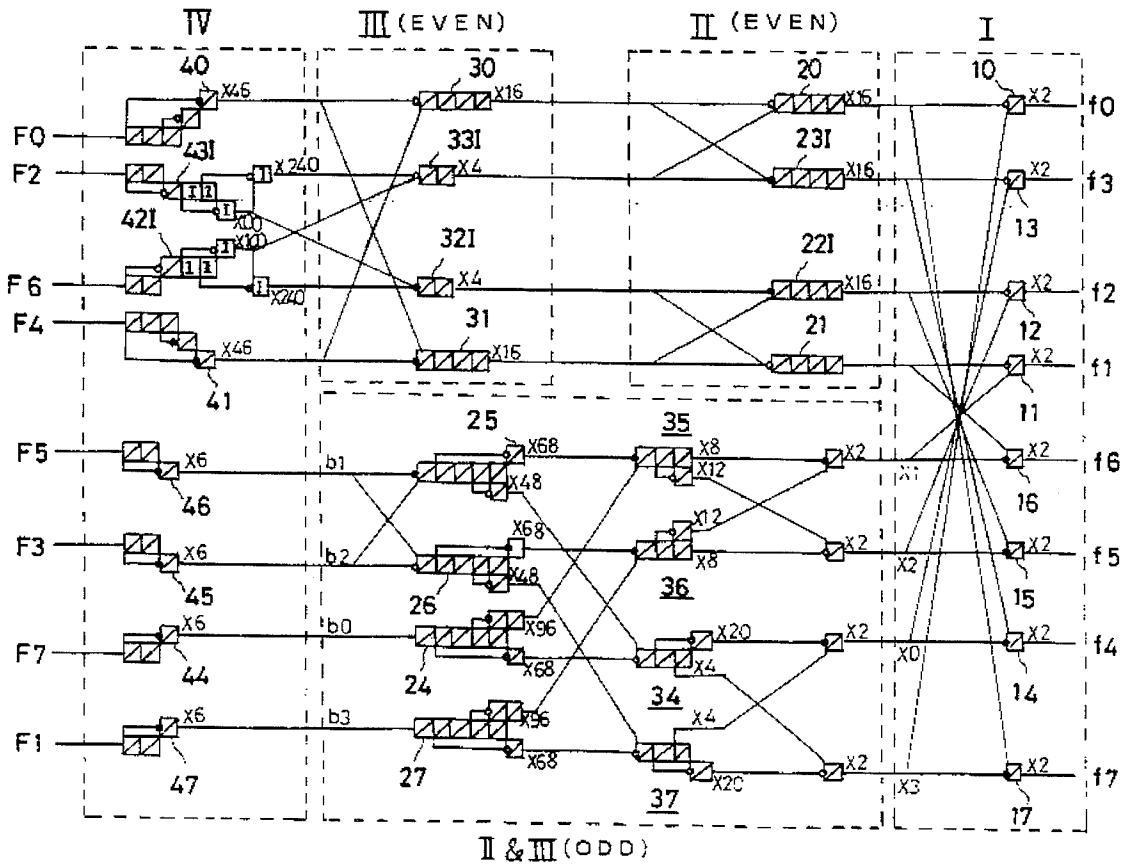 IV III (EVEN) II (EVEN) I
40 30 20 10
X46 X16 X16 X2 f0
F0
43I 33I 23I
F2 X240 X4 X16 X2 f3
I I I
I X100 13
42I X100 32I 22I
I
I I
F6 X240 X4 X16 X2 f2
I
F4 31 21 12
X46 X16 X16 X2 f1
41 11
25 35
F5 X6 b1 X68 X8 X2 X2 f6
X12 X1
46 X48 16
X68 X12
F3 X6 b2 X8 X2 X2 f5
X48 X2
45 26 36 15
X6 b0 X96 X20 X2 X2 f4
F7 X68 X4 X0
44 24 34 14
X4
X6 b3 X96
F1 X68 X20 X2 X3 X2 f7
47 27 37 17
II & III (ODD)